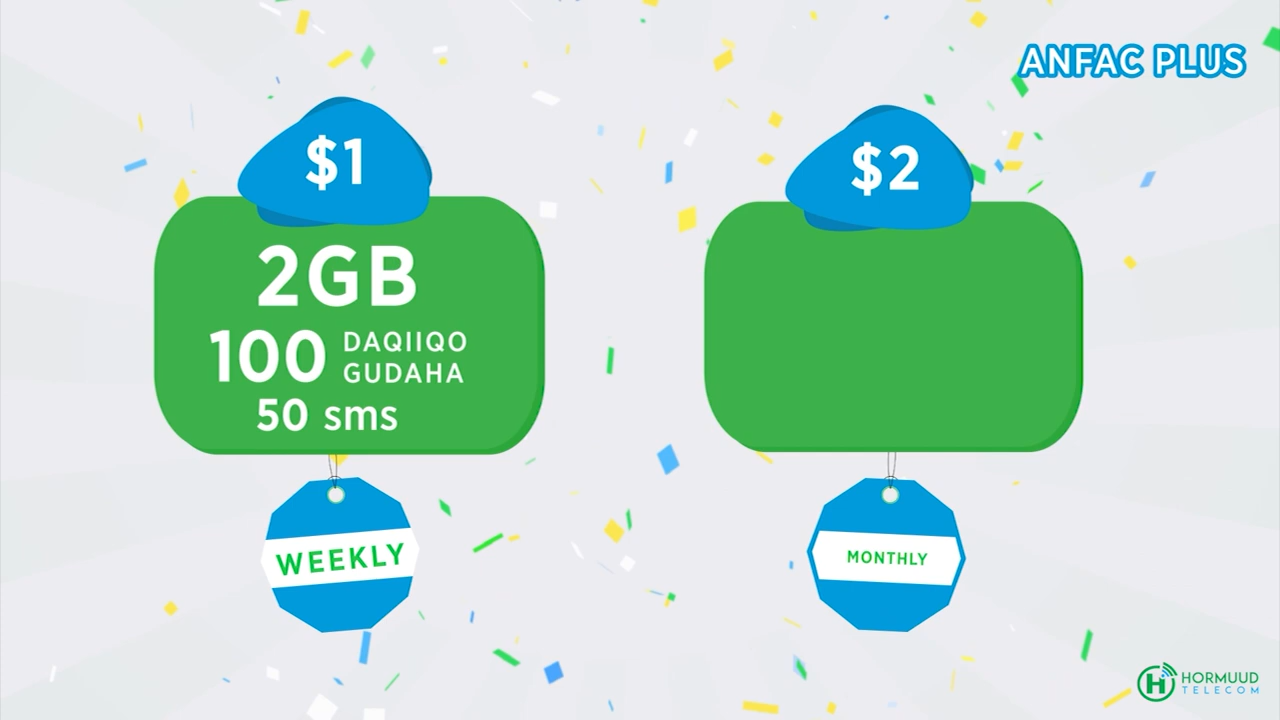 ANFAC PLUS
$1
2GB
100 DAQIIQO
GUDAHA
50 sms
WEEKLY
$2
MONTHLY
HORMUUD
TELECOM